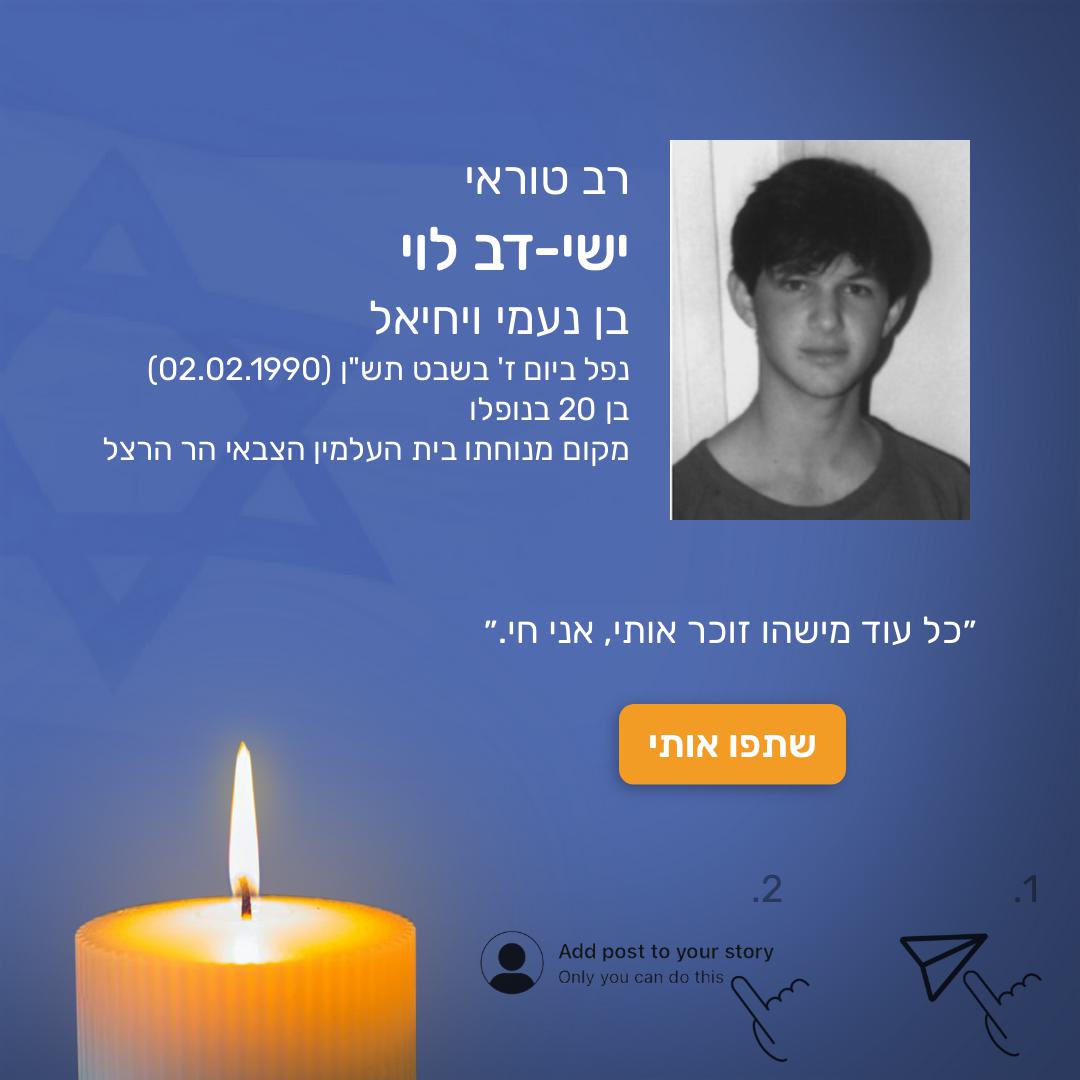 רב טוראי
ישי-דב לוי
בן נעמי ויחיאל
נפל ביום ז' בשבט תש"ן (02.02.1990)
בן 20 בנופלו
מקום מנוחתו בית העלמין הצבאי הר הרצל
״כל עוד מישהו זוכר אותי, אני חי.״
שתפו אותי
.1
.2
Add post to your story
Only you can do this